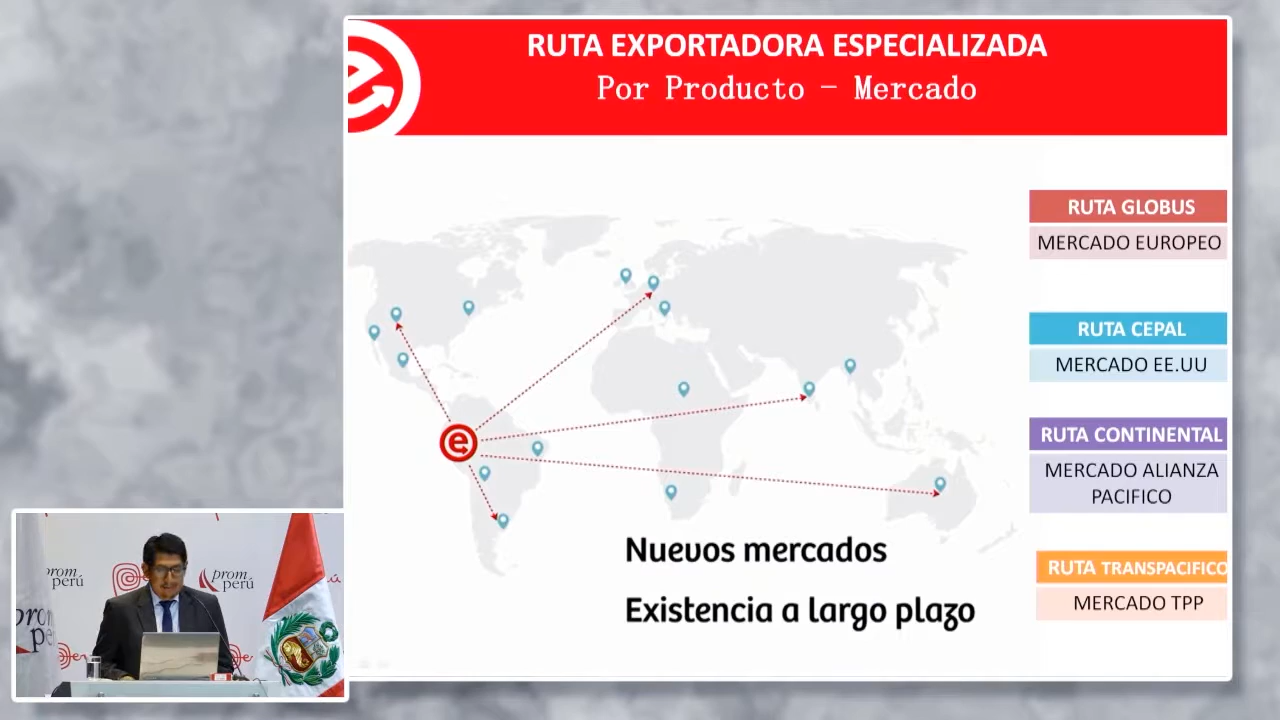 RUTA EXPORTADORA ESPECIALIZADA
Por Producto - Mercado
RUTA GLOBUS
MERCADO EUROPEO
RUTA CEPAL
MERCADO EE.UU
RUTA CONTINENTAL
MERCADO ALIANZA
PACIFICO
RUTA TRANSPACIFICO
MERCADO TPP
Nuevos mercados
Existencia a largo plazo
prom
perú
prom
perú